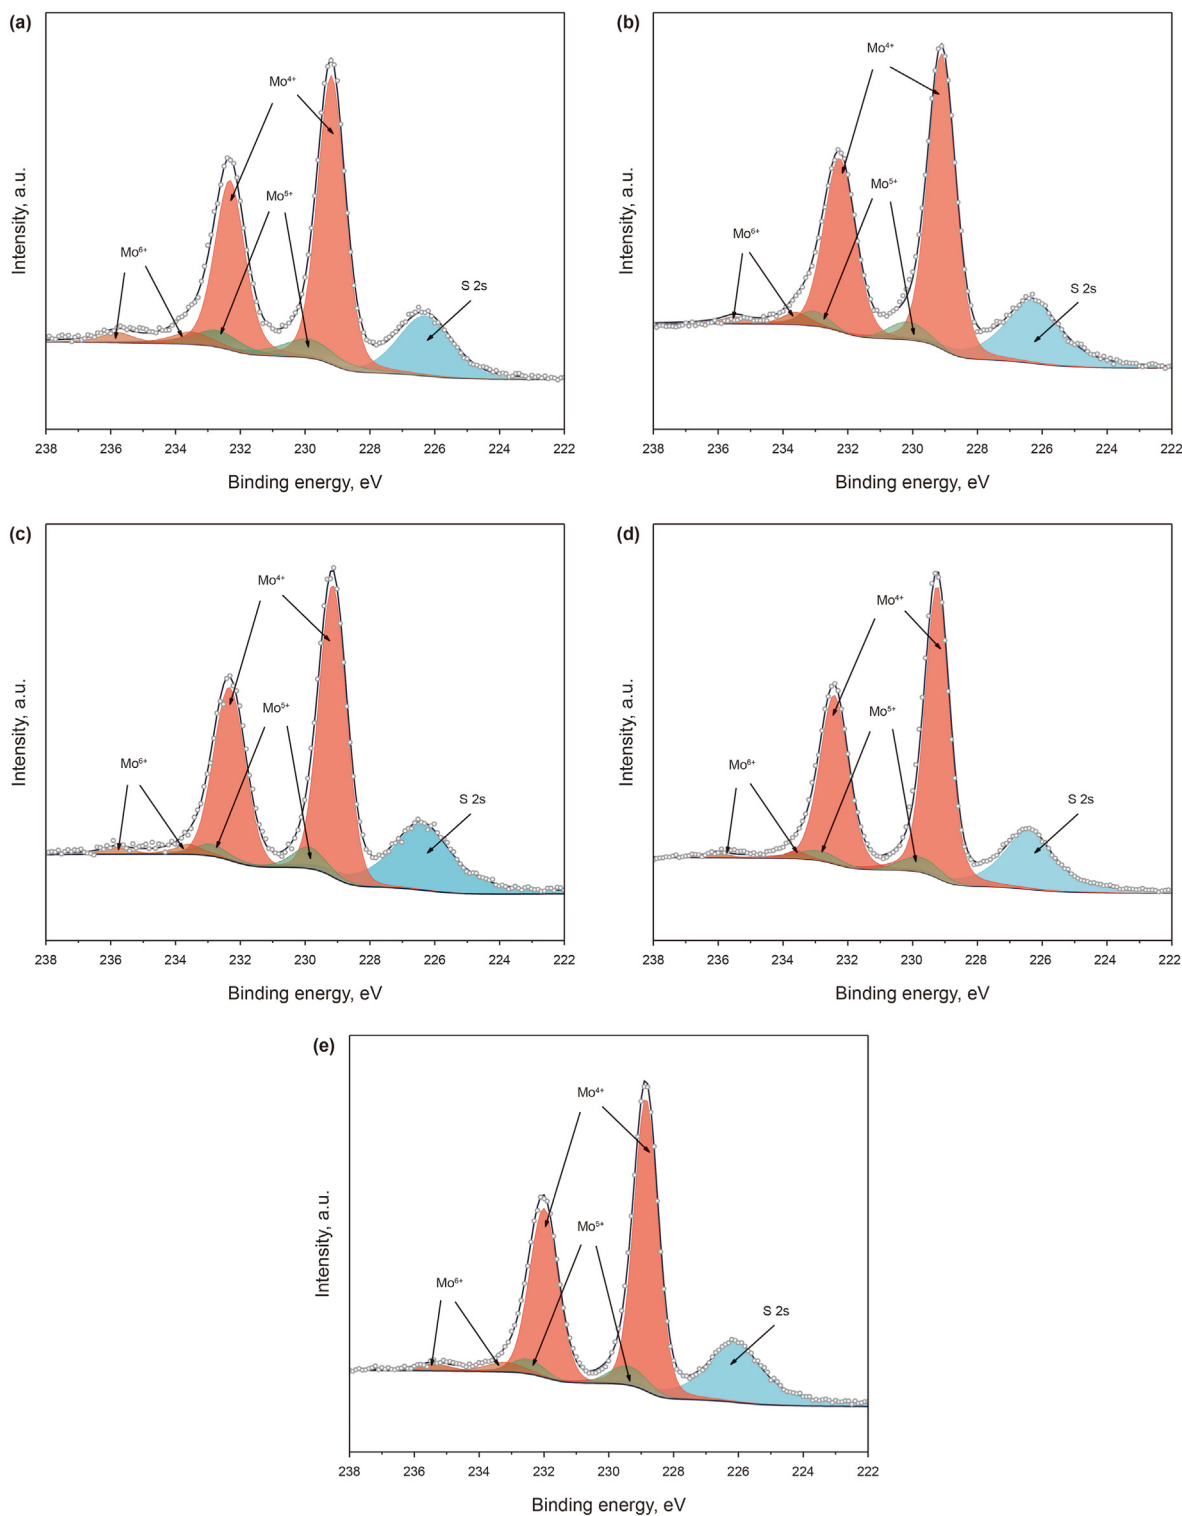 (a)
Mo4+
Mo5+
Mo6+
S 2s
Intensity, a.u.
238 236 234 232 230 228 226 224 222
Binding energy, eV
(b)
Mo4+
Mo5+
Mo6+
S 2s
Intensity, a.u.
238 236 234 232 230 228 226 224 222
Binding energy, eV
(c)
Mo4+
Mo5+
Mo6+
S 2s
Intensity, a.u.
238 236 234 232 230 228 226 224 222
Binding energy, eV
(d)
Mo4+
Mo5+
Mo6+
S 2s
Intensity, a.u.
238 236 234 232 230 228 226 224 222
Binding energy, eV
(e)
Mo4+
Mo5+
Mo6+
S 2s
Intensity, a.u.
238 236 234 232 230 228 226 224 222
Binding energy, eV